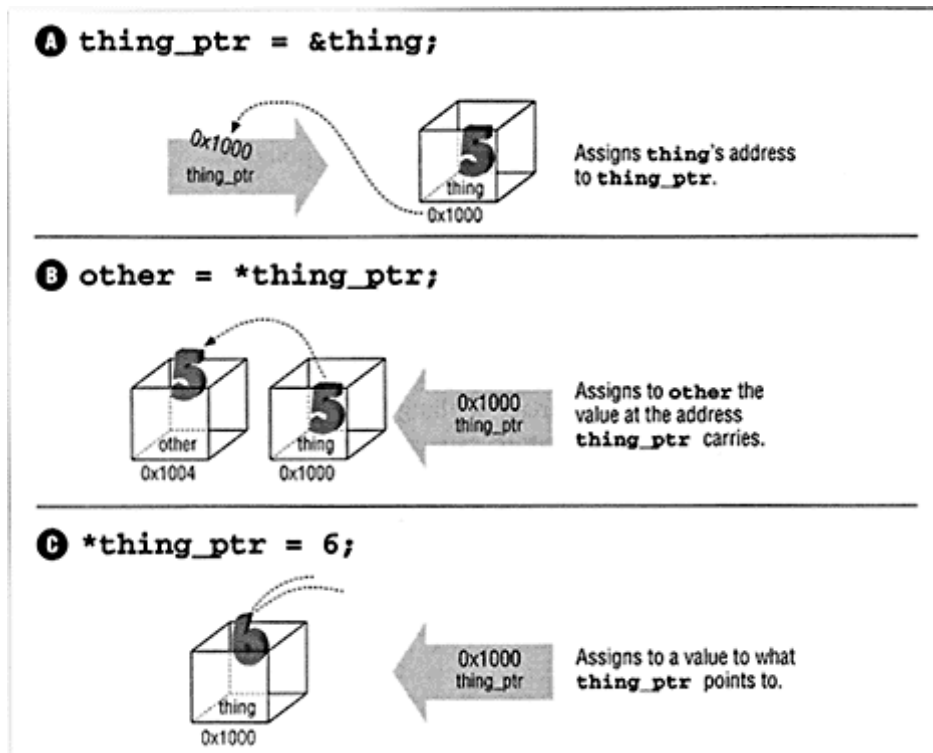 A thing_ptr = &thing;
0x1000
thing_ptr
5
thing
0x1000
Assigns thing's address
to thing_ptr.
B other = *thing_ptr;
5
other
0x1004
5
thing
0x1000
0x1000
thing_ptr
Assigns to other the
value at the address
thing_ptr carries.
C *thing_ptr = 6;
6
thing
0x1000
0x1000
thing_ptr
Assigns to a value to what
thing_ptr points to.